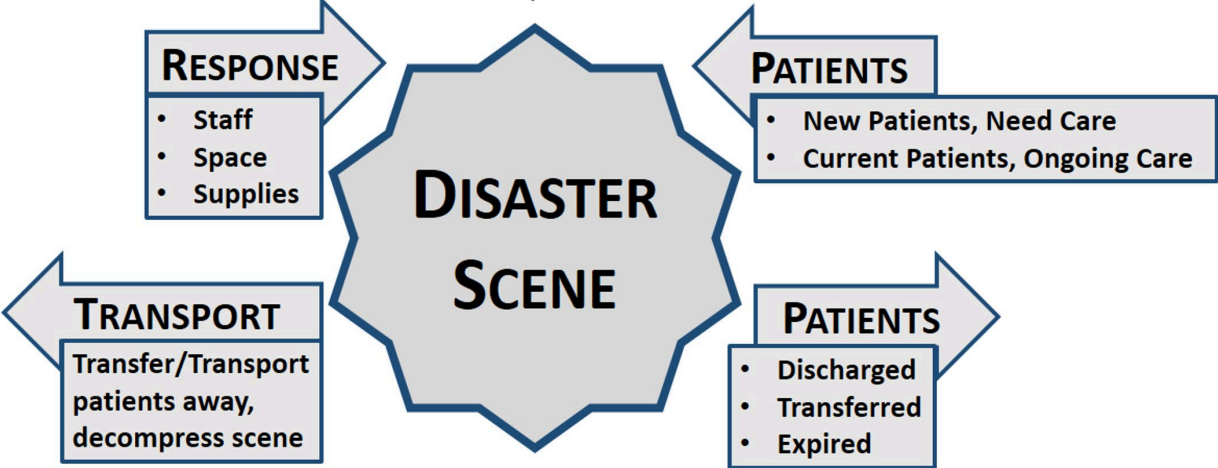 RESPONSE
• Staff
• Space
• Supplies
PATIENTS
• New Patients, Need Care
• Current Patients, Ongoing Care
DISASTER
SCENE
TRANSPORT
Transfer/Transport
patients away,
decompress scene
PATIENTS
• Discharged
• Transferred
• Expired